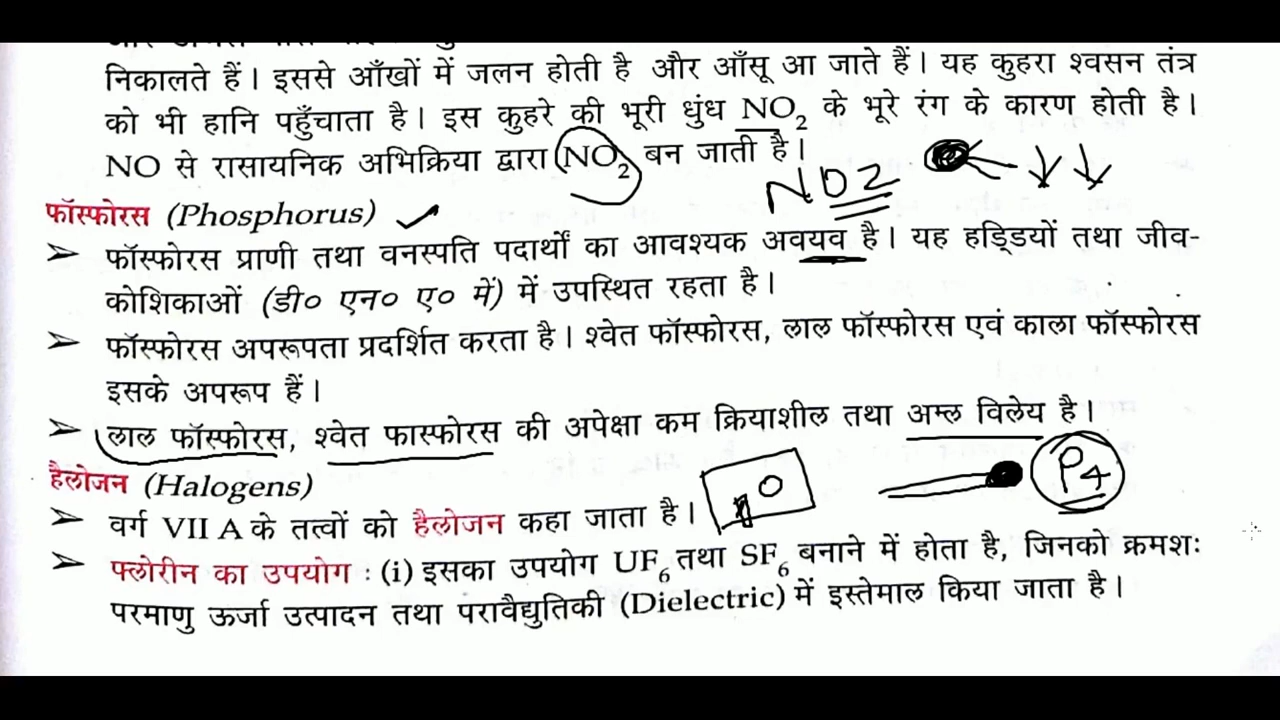 निकालते हैं। इससे आँखों में जलन होती है और आँसू आ जाते हैं। यह कुहरा श्वसन तंत्र
को भी हानि पहुँचाता है। इस कुहरे की भूरी धुंध NO₂ के भूरे रंग के कारण होती है।
NO से रासायनिक अभिक्रिया द्वारा NO₂ बन जाती है।
NO2
फॉस्फोरस (Phosphorus)
➢ फॉस्फोरस प्राणी तथा वनस्पति पदार्थों का आवश्यक अवयव है। यह हड्डियों तथा जीव-
कोशिकाओं (डी० एन० ए० में) में उपस्थित रहता है।
➢ फॉस्फोरस अपरूपता प्रदर्शित करता है। श्वेत फॉस्फोरस, लाल फॉस्फोरस एवं काला फॉस्फोरस
इसके अपरूप हैं।
➢ लाल फॉस्फोरस, श्वेत फास्फोरस की अपेक्षा कम क्रियाशील तथा अम्ल विलेय है।
P4
हैलोजन (Halogens)
➢ वर्ग VII A के तत्वों को हैलोजन कहा जाता है।
➢ फ्लोरीन का उपयोग : (i) इसका उपयोग UF₆ तथा SF₆ बनाने में होता है, जिनको क्रमशः
परमाणु ऊर्जा उत्पादन तथा परावैद्युतिकी (Dielectric) में इस्तेमाल किया जाता है।